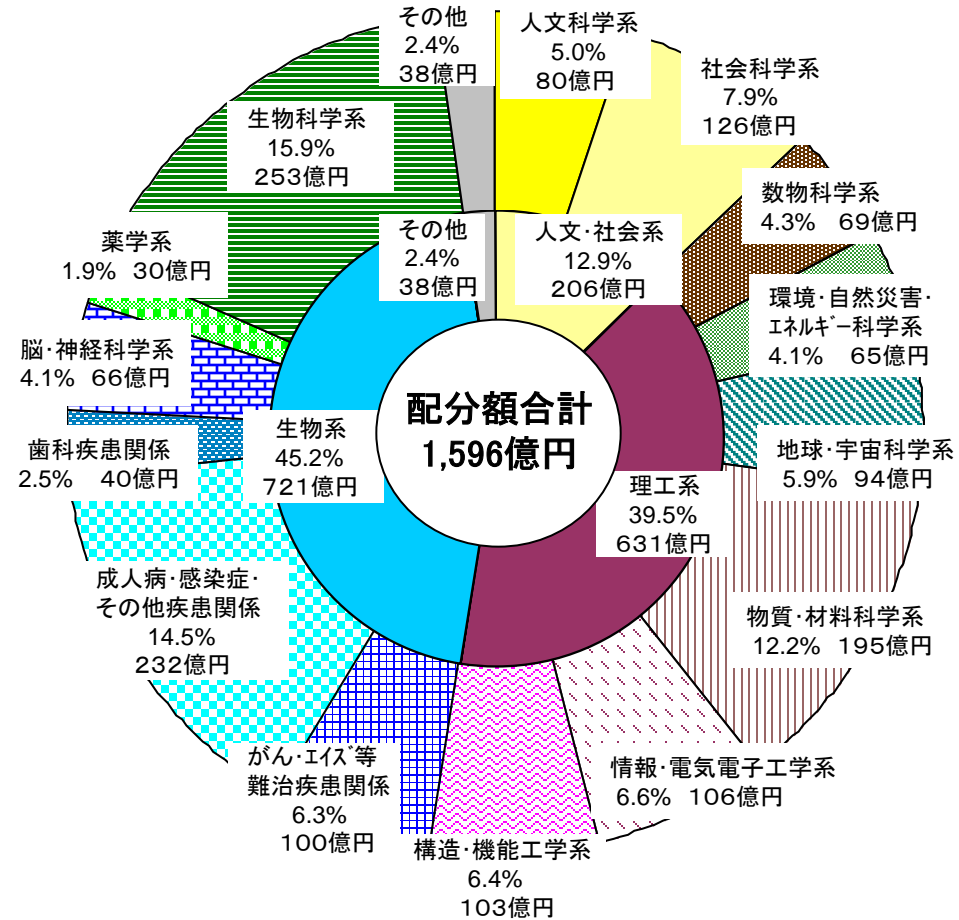 その他
2.4%
38億円
人文科学系
5.0%
80億円
社会科学系
7.9%
126億円
数物科学系
4.3% 69億円
環境・自然災害・
ｴﾈﾙｷﾞｰ科学系
4.1% 65億円
地球・宇宙科学系
5.9% 94億円
物質・材料科学系
12.2% 195億円
情報・電気電子工学系
6.6% 106億円
構造・機能工学系
6.4%
103億円
がん・ｴｲｽﾞ等
難治疾患関係
6.3%
100億円
成人病・感染症・
その他疾患関係
14.5%
232億円
歯科疾患関係
2.5% 40億円
脳・神経科学系
4.1% 66億円
薬学系
1.9% 30億円
生物科学系
15.9%
253億円
その他
2.4%
38億円
人文・社会系
12.9%
206億円
理工系
39.5%
631億円
生物系
45.2%
721億円
配分額合計
1,596億円